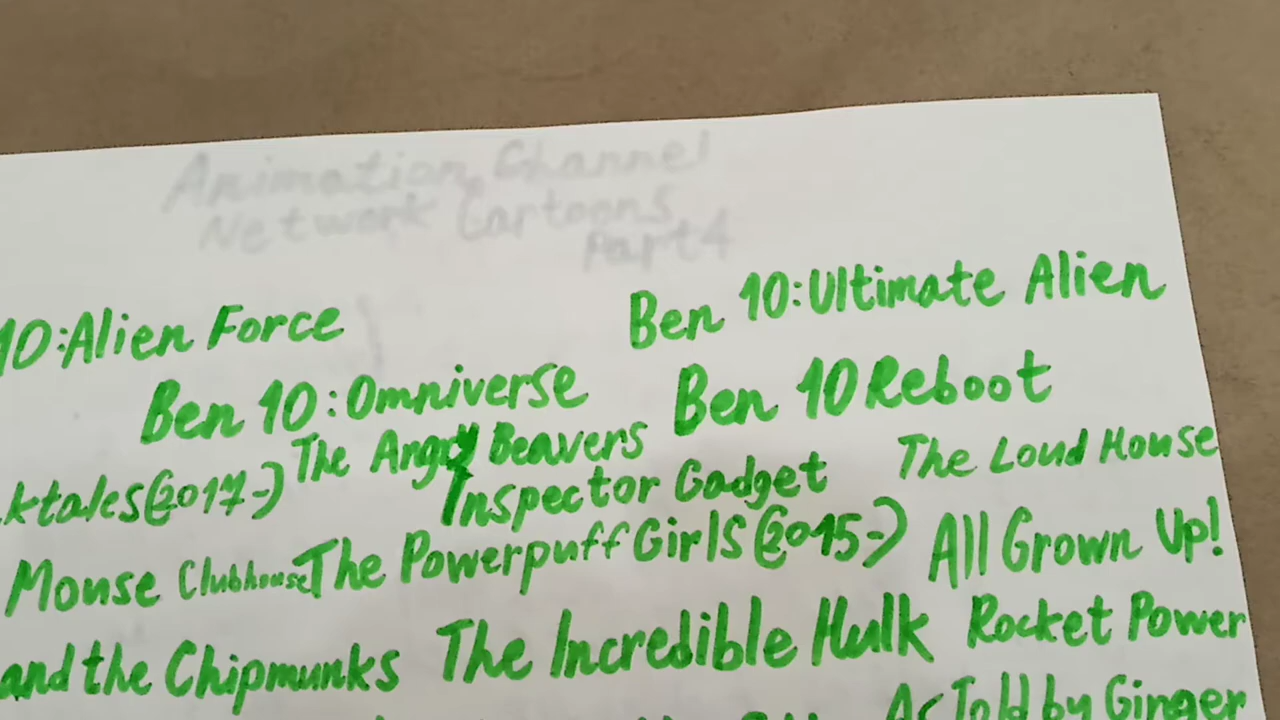 Animation Channel
Network Cartoons
Part 4
10:Alien Force
Ben 10:Ultimate Alien
Ben 10:Omniverse
Ben 10 Reboot
ktales(2017-)
The Angry Beavers
Inspector Gadget
The Loud House
Mouse Clubhouse
The Powerpuff Girls(2015-)
All Grown Up!
and the Chipmunks
The Incredible Hulk
Rocket Power
As Told by Ginger